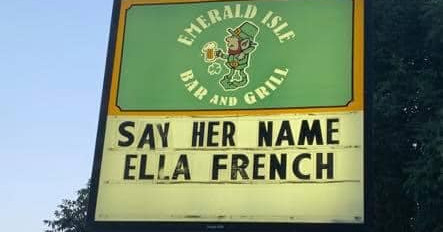 EMERALD ISLE
BAR AND GRILL
SAY HER NAME
ELLA FRENCH